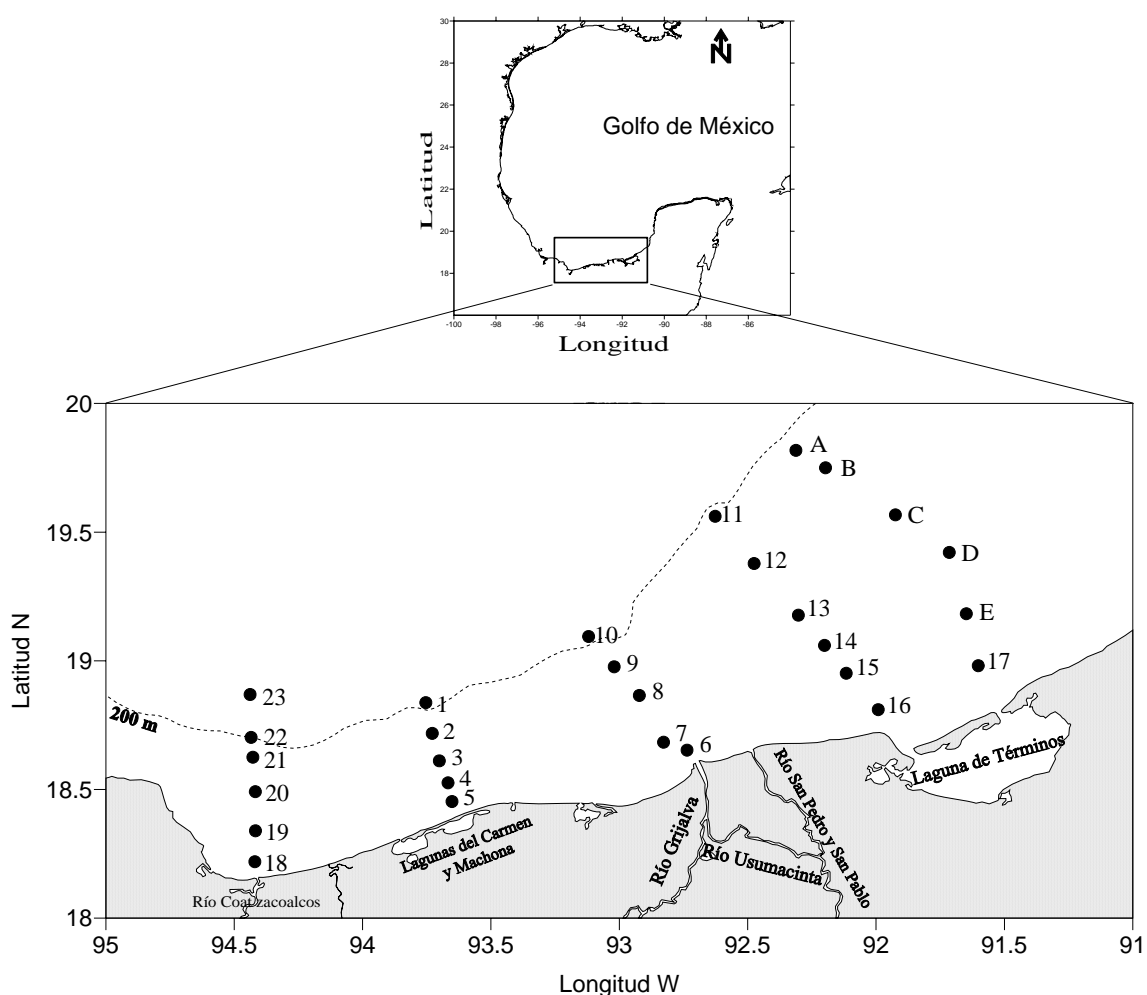 30
28
26
24
22
20
18
-100
-98
-96
-94
-92
-90
-88
-86
Latitud
Longitud
N
Golfo de México
20
19.5
19
18.5
18
95
94.5
94
93.5
93
92.5
92
91.5
91
Latitud N
Longitud W
200 m
A
B
C
D
E
11
12
13
14
15
16
17
10
9
8
7
6
1
2
3
4
5
23
22
21
20
19
18
Río Coatzacoalcos
Lagunas del Carmen
y Machona
Río Grijalva
Río Usumacinta
Río San Pedro y San Pablo
Laguna de Términos